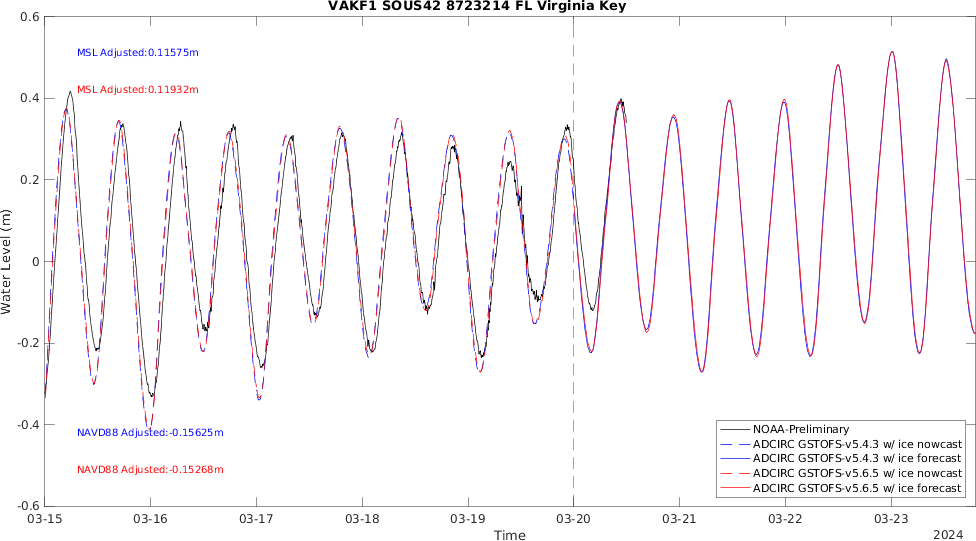 VAKF1 SOUS42 8723214 FL Virginia Key
0.6
0.4
0.2
0
-0.2
-0.4
-0.6
Water Level (m)
MSL Adjusted:0.11575m
MSL Adjusted:0.11932m
NAVD88 Adjusted:-0.15625m
NAVD88 Adjusted:-0.15268m
NOAA-Preliminary
ADCIRC GSTOFS-v5.4.3 w/ ice nowcast
ADCIRC GSTOFS-v5.4.3 w/ ice forecast
ADCIRC GSTOFS-v5.6.5 w/ ice nowcast
ADCIRC GSTOFS-v5.6.5 w/ ice forecast
03-15 03-16 03-17 03-18 03-19 03-20 03-21 03-22 03-23
Time
2024